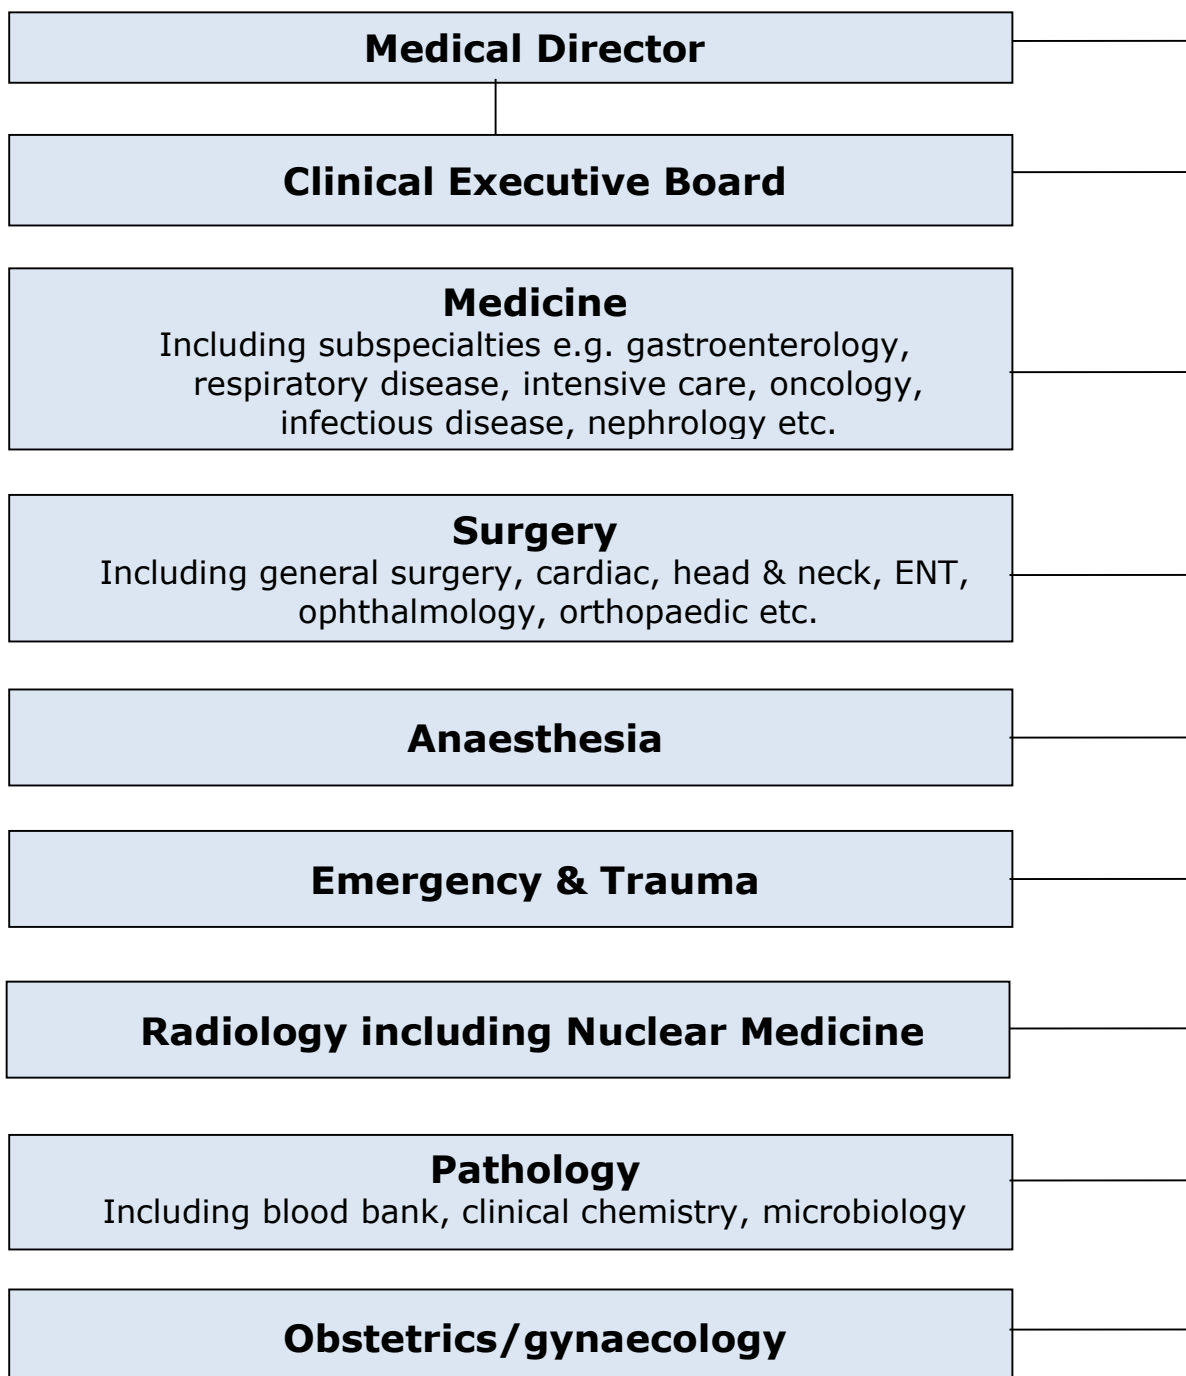 Medical Director
Clinical Executive Board
Medicine
Including subspecialties e.g. gastroenterology,
respiratory disease, intensive care, oncology,
infectious disease, nephrology etc.
Surgery
Including general surgery, cardiac, head & neck, ENT,
ophthalmology, orthopaedic etc.
Anaesthesia
Emergency & Trauma
Radiology including Nuclear Medicine
Pathology
Including blood bank, clinical chemistry, microbiology
Obstetrics/gynaecology